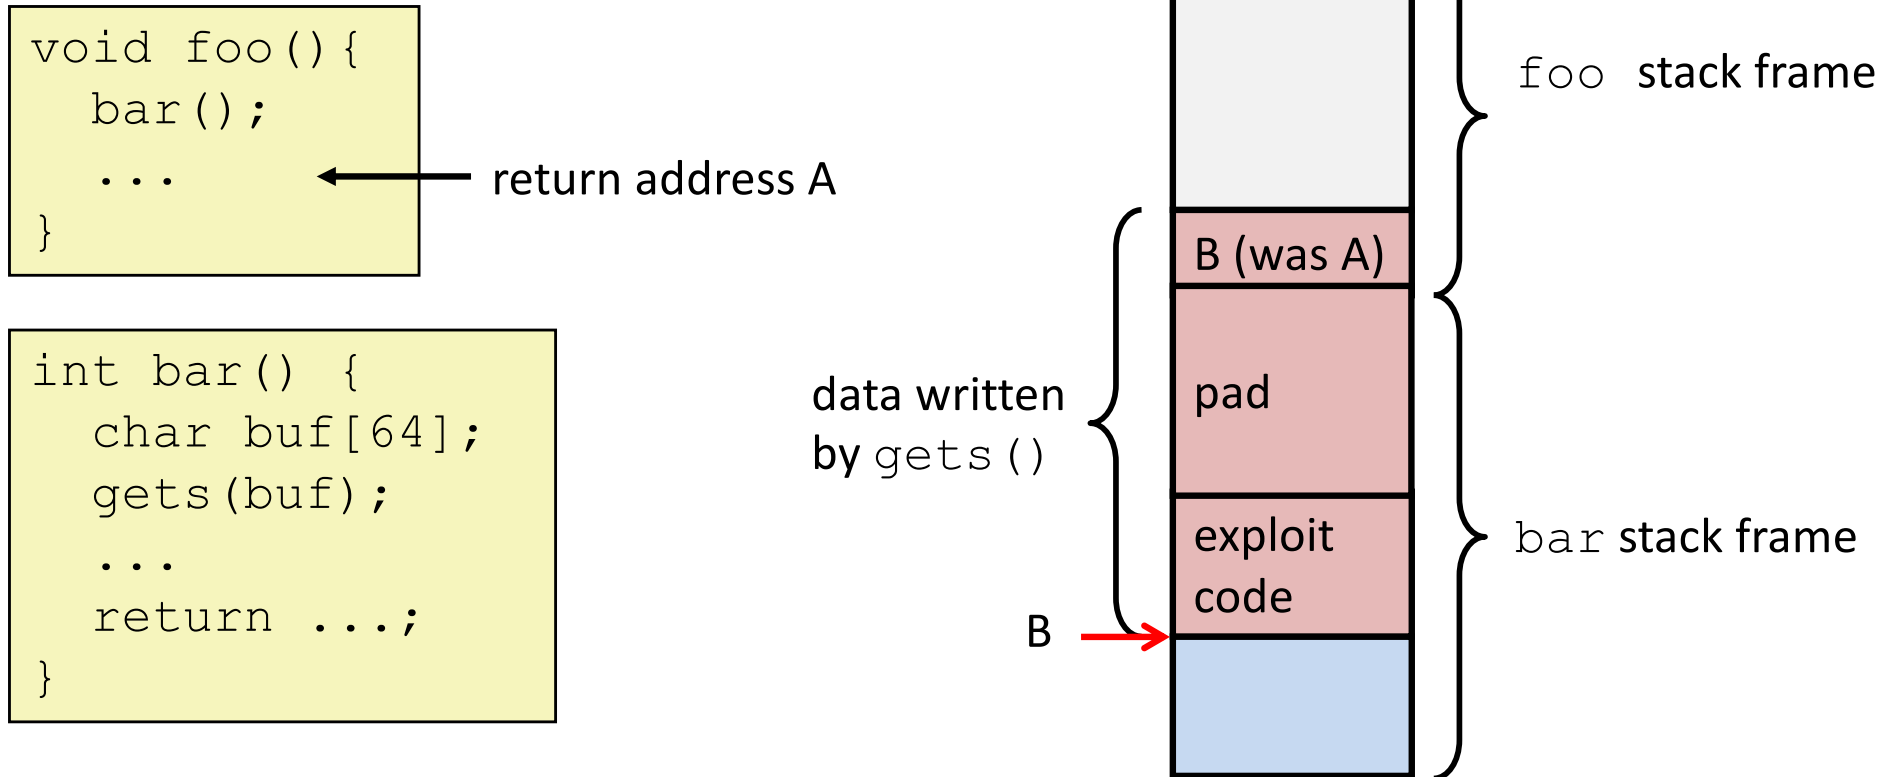 void foo(){
  bar();
  ...
}
return address A
int bar() {
  char buf[64];
  gets(buf);
  ...
  return ...;
}
data written
by gets()
B
B (was A)
pad
exploit
code
foo stack frame
bar stack frame